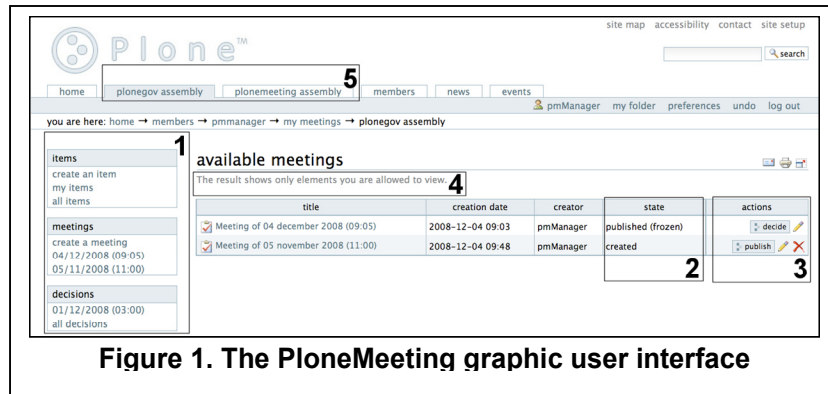 site map accessibility contact site setup
Plone™
search
5
home plonegov assembly plonemeeting assembly members news events
pmManager my folder preferences undo log out
you are here: home → members → pmmanager → my meetings → plonegov assembly
1
items
create an item
my items
all items
meetings
create a meeting
04/12/2008 (09:05)
05/11/2008 (11:00)
decisions
01/12/2008 (03:00)
all decisions
available meetings
The result shows only elements you are allowed to view.
4
title creation date creator state actions
Meeting of 04 december 2008 (09:05) 2008-12-04 09:03 pmManager published (frozen) decide
Meeting of 05 november 2008 (11:00) 2008-12-04 09:48 pmManager created publish
2 3
Figure 1. The PloneMeeting graphic user interface